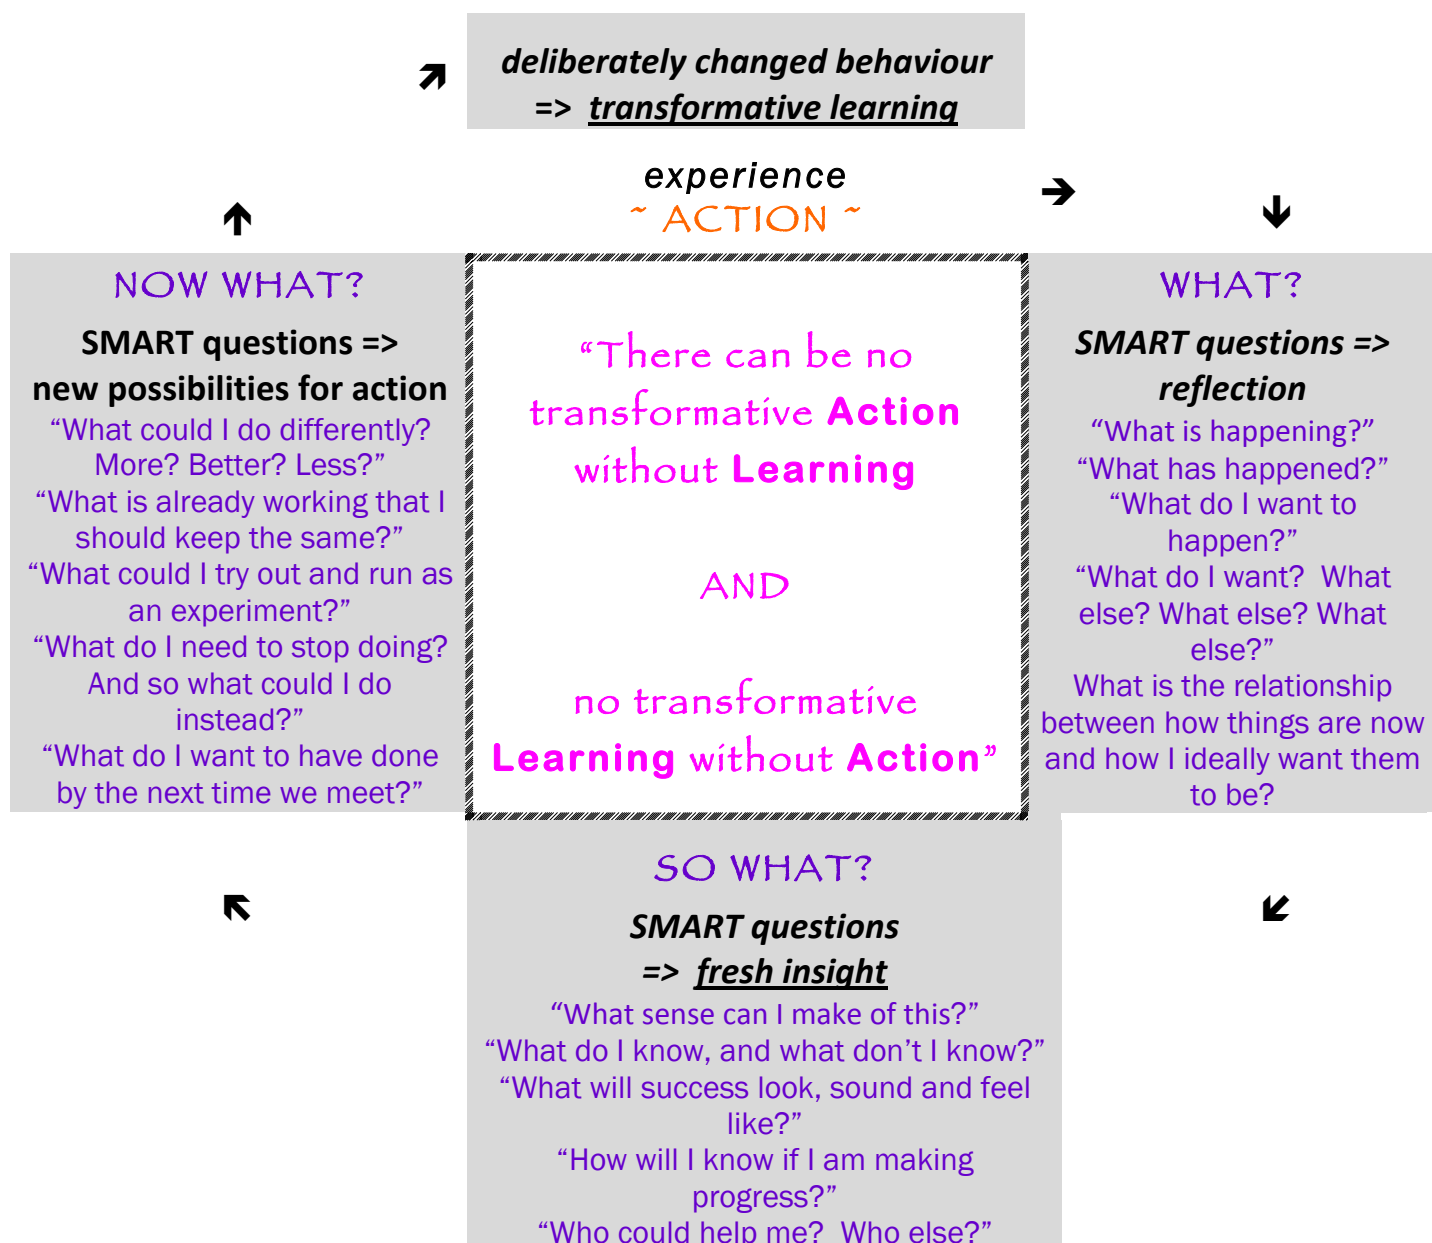 deliberately changed behaviour
=> transformative learning
experience
~ ACTION ~
NOW WHAT?
SMART questions =>
new possibilities for action
“What could I do differently?
More? Better? Less?”
“What is already working that I
should keep the same?”
“What could I try out and run as
an experiment?”
“What do I need to stop doing?
And so what could I do
instead?”
“What do I want to have done
by the next time we meet?”
“There can be no
transformative Action
without Learning
AND
no transformative
Learning without Action”
WHAT?
SMART questions =>
reflection
“What is happening?”
“What has happened?”
“What do I want to
happen?”
“What do I want?  What
else? What else? What
else?”
What is the relationship
between how things are now
and how I ideally want them
to be?
SO WHAT?
SMART questions
=> fresh insight
“What sense can I make of this?”
“What do I know, and what don’t I know?”
“What will success look, sound and feel
like?”
“How will I know if I am making
progress?”
“Who could help me?  Who else?”